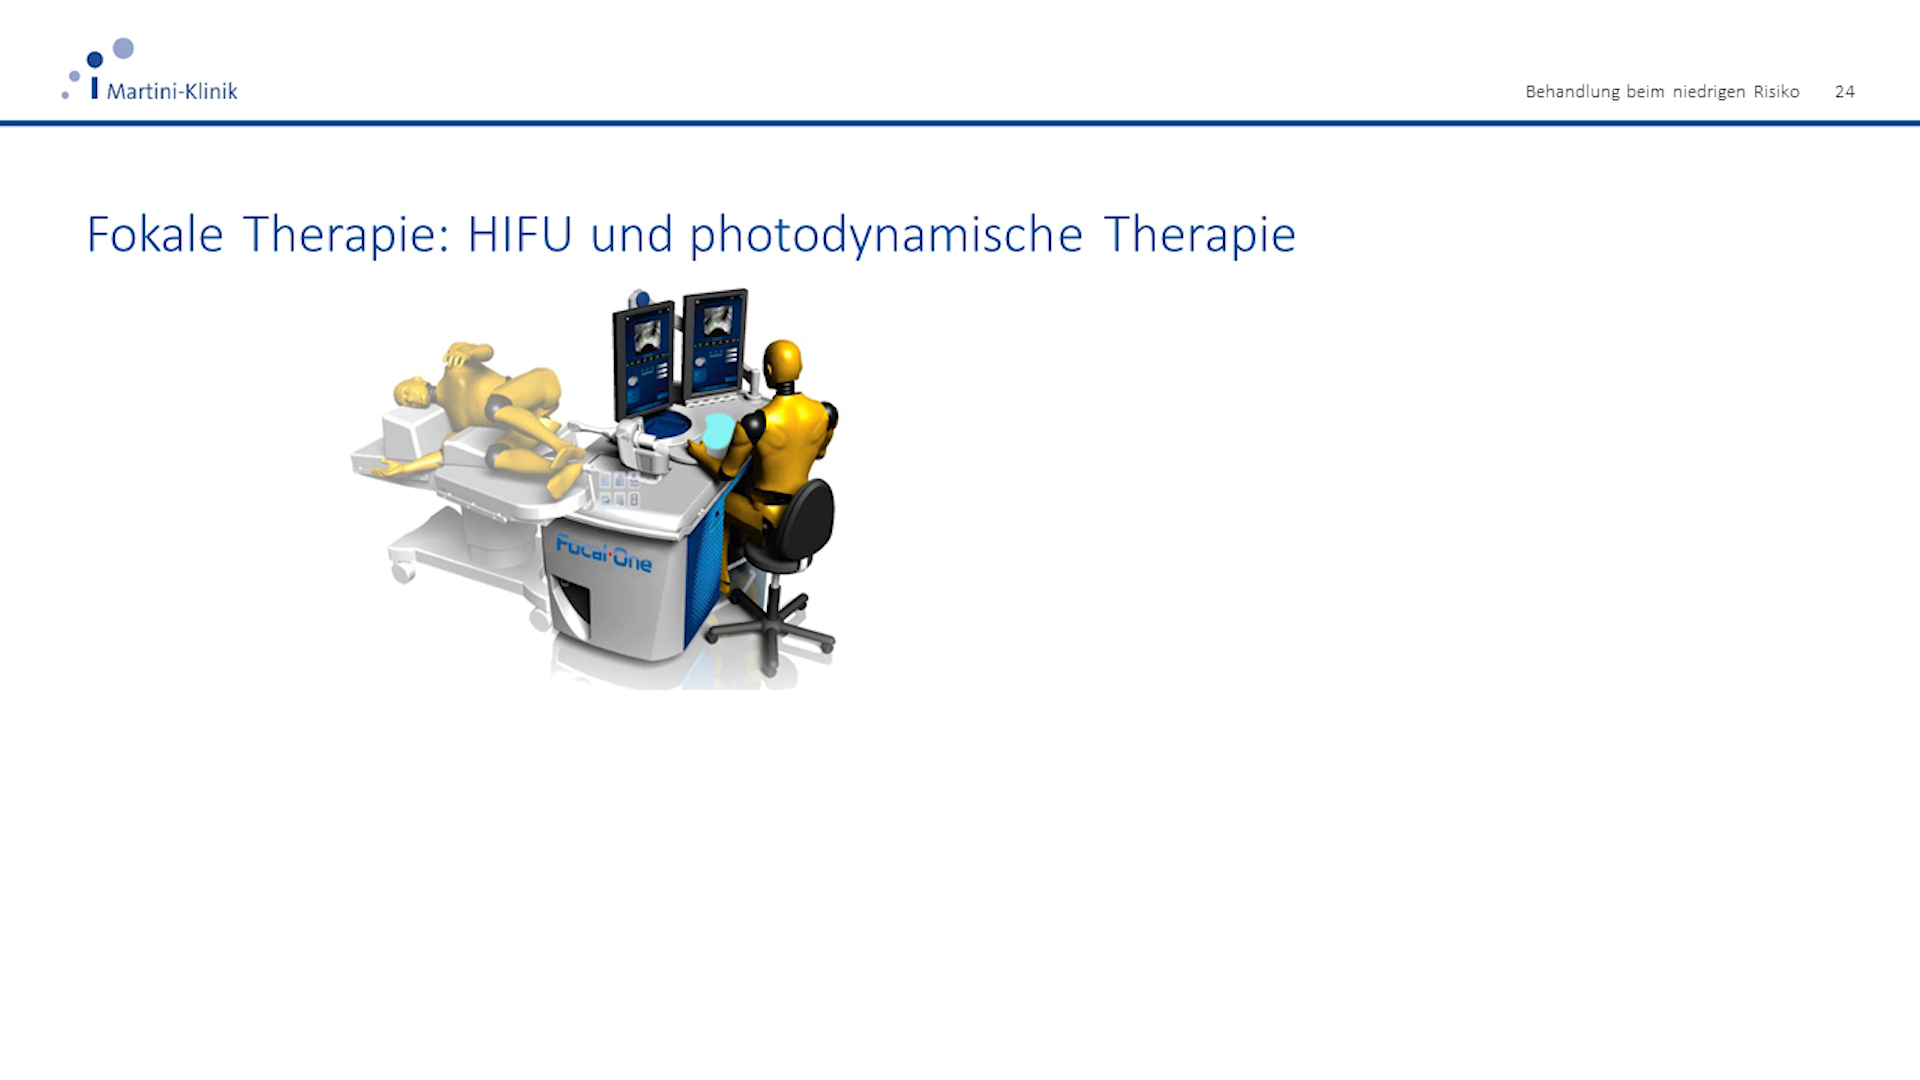 Martini-Klinik
Behandlung beim niedrigen Risiko 24
Fokale Therapie: HIFU und photodynamische Therapie
Focal One